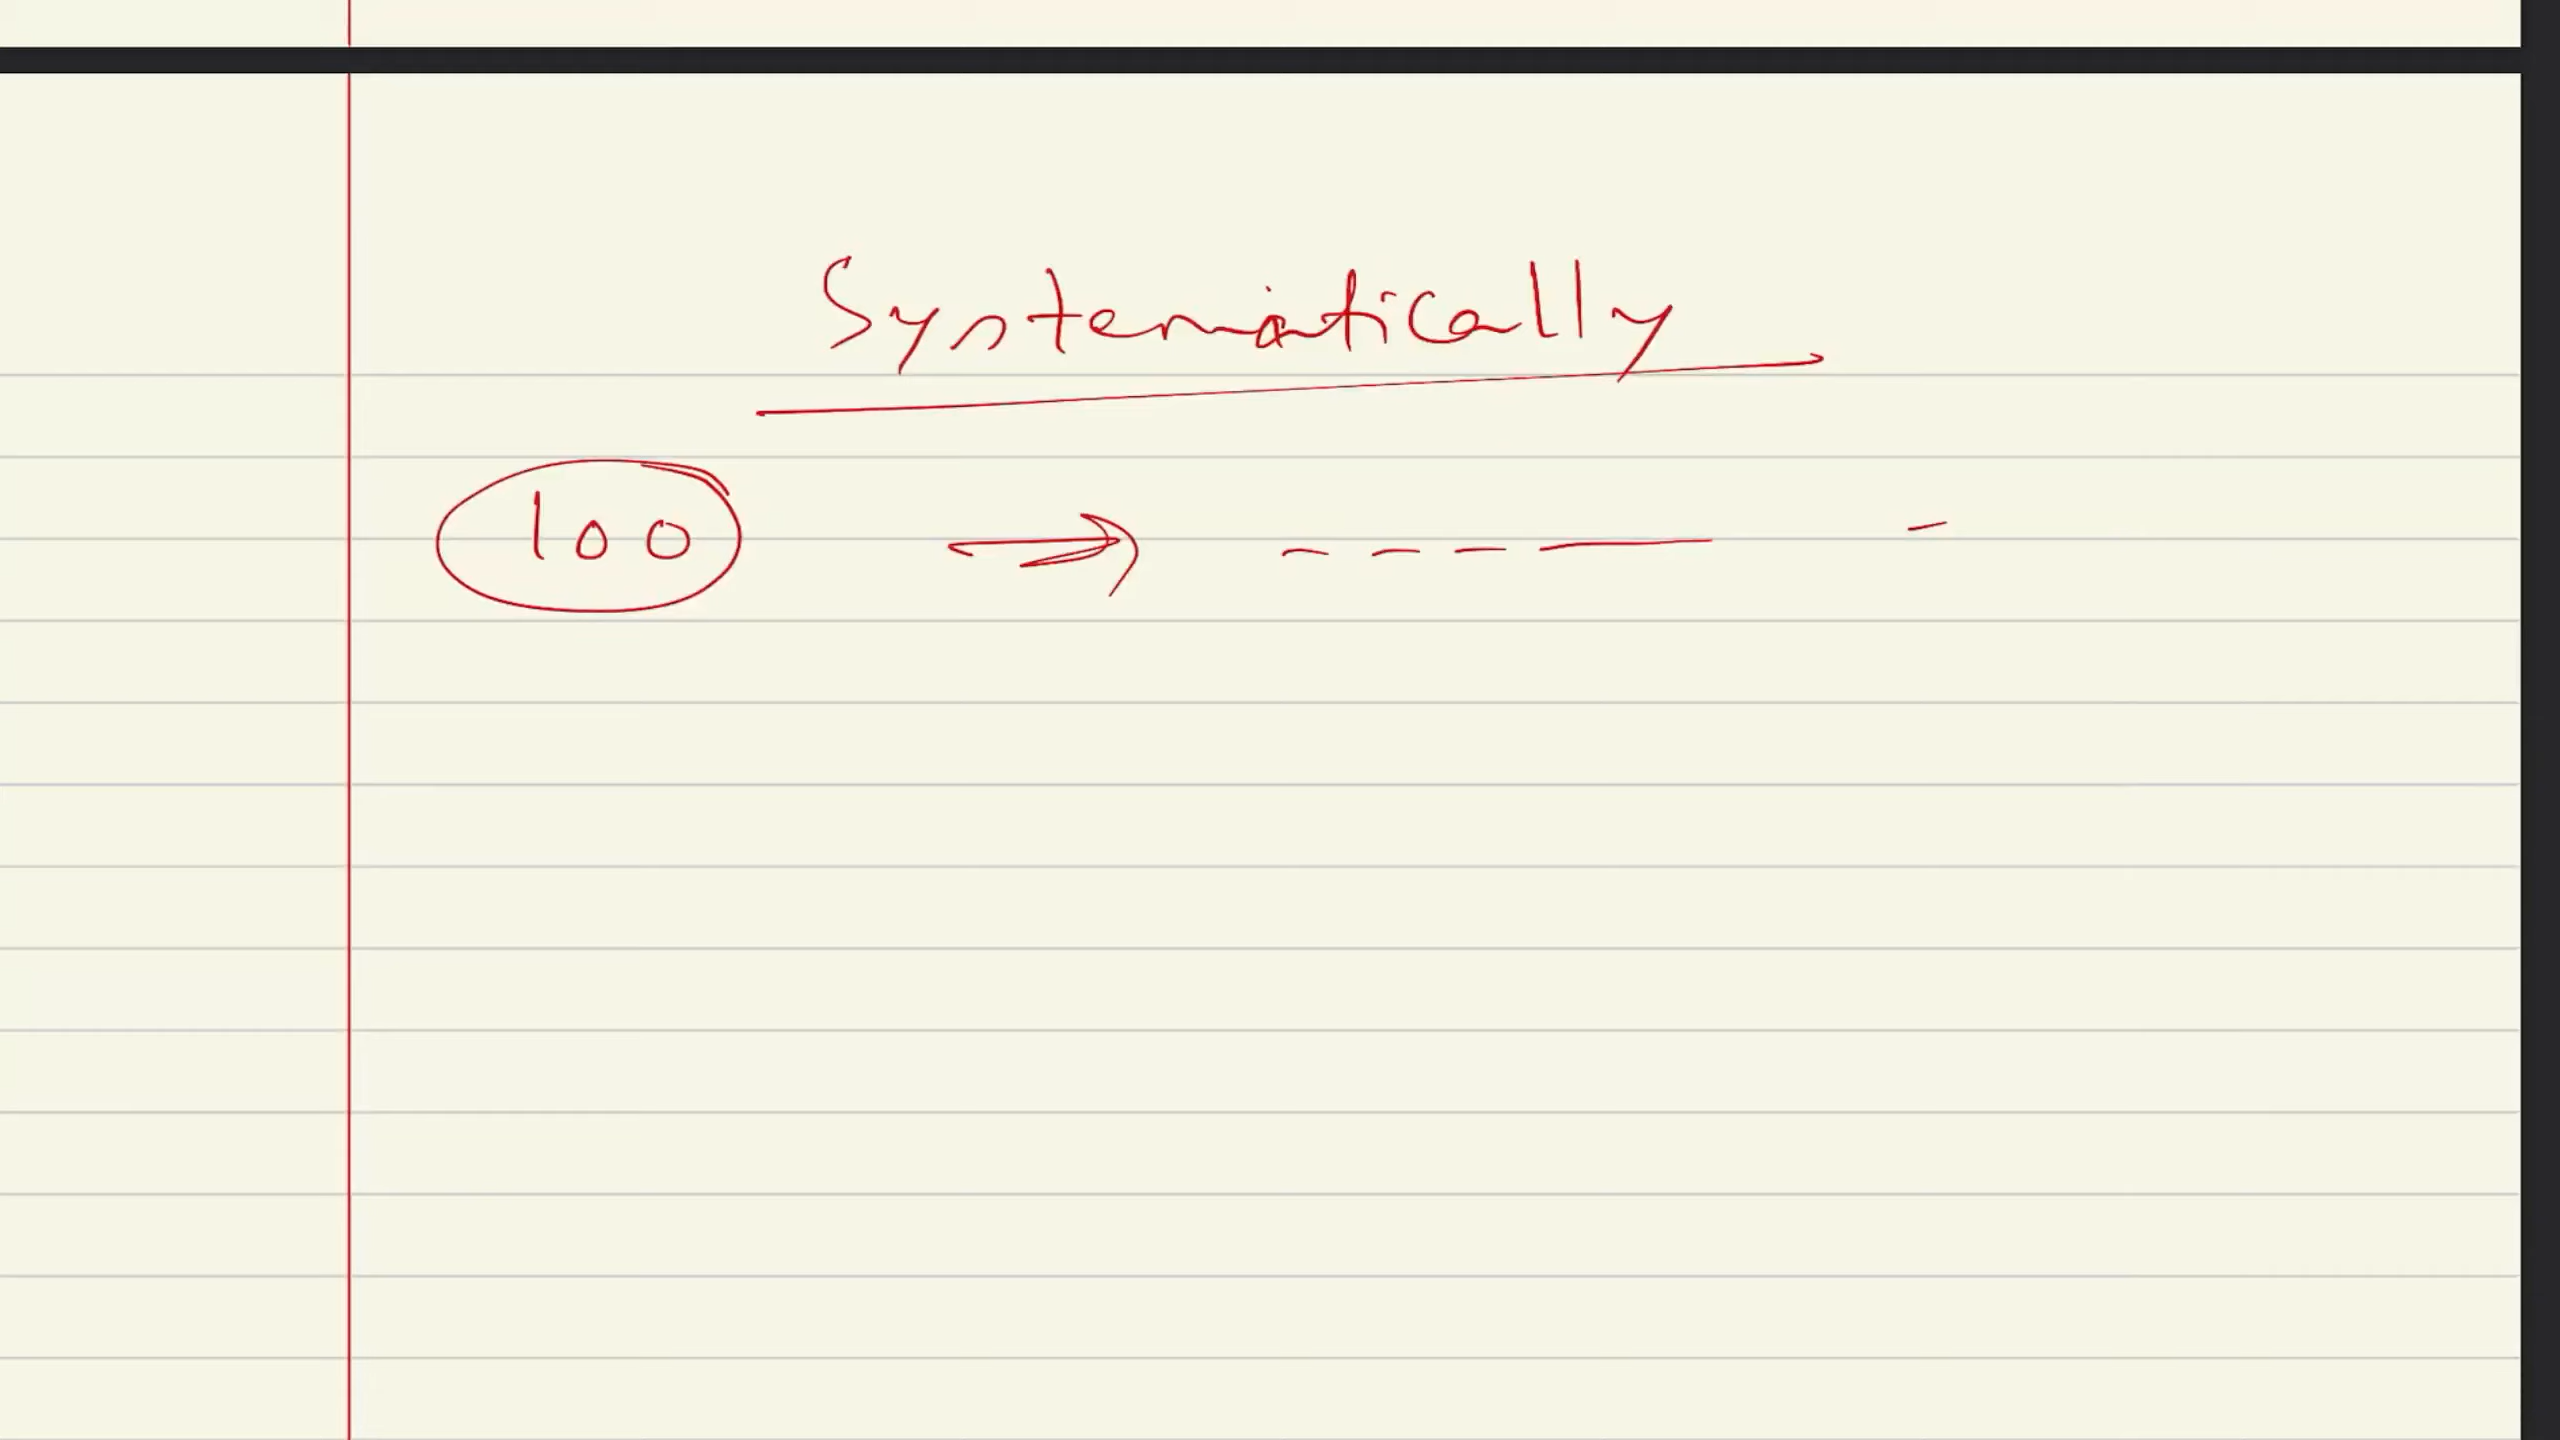 Systematically
100 → - - - — -